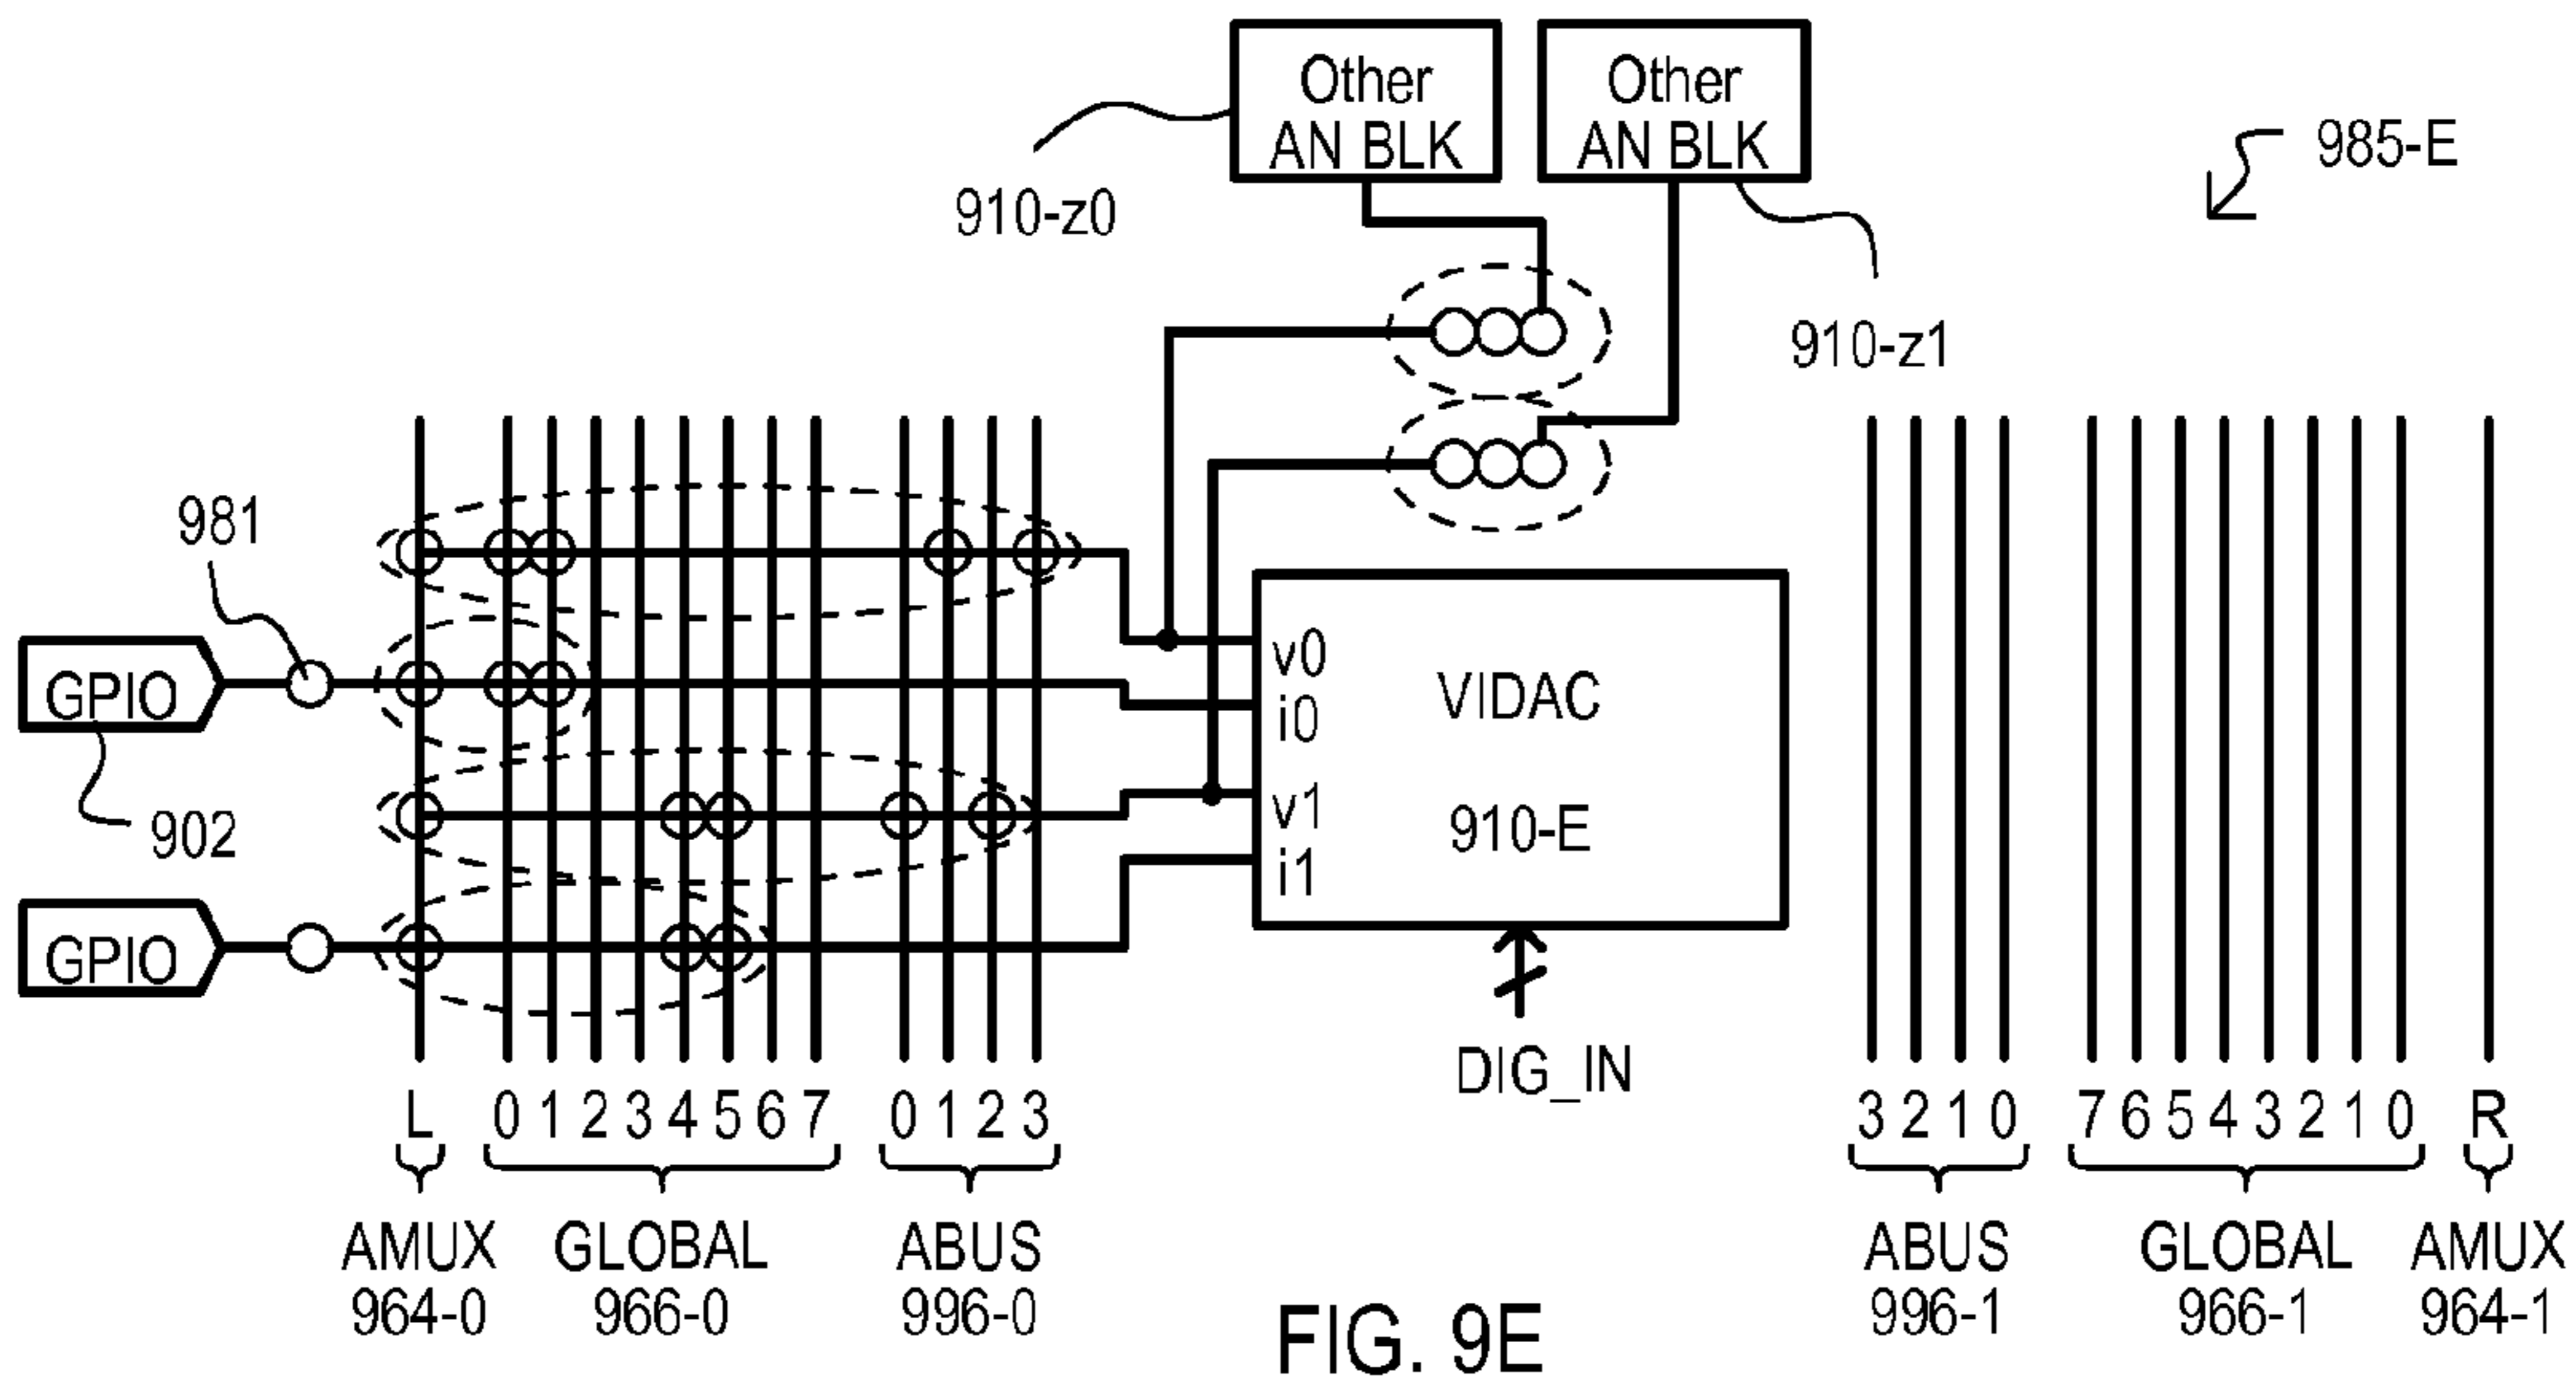 Other
AN BLK
Other
AN BLK
985-E
910-z0
910-z1
981
GPIO
902
GPIO
v0
i0
v1
i1
VIDAC
910-E
DIG_IN
L 0 1 2 3 4 5 6 7 0 1 2 3
3 2 1 0 7 6 5 4 3 2 1 0 R
AMUX
964-0
GLOBAL
966-0
ABUS
996-0
ABUS
996-1
GLOBAL
966-1
AMUX
964-1
FIG. 9E